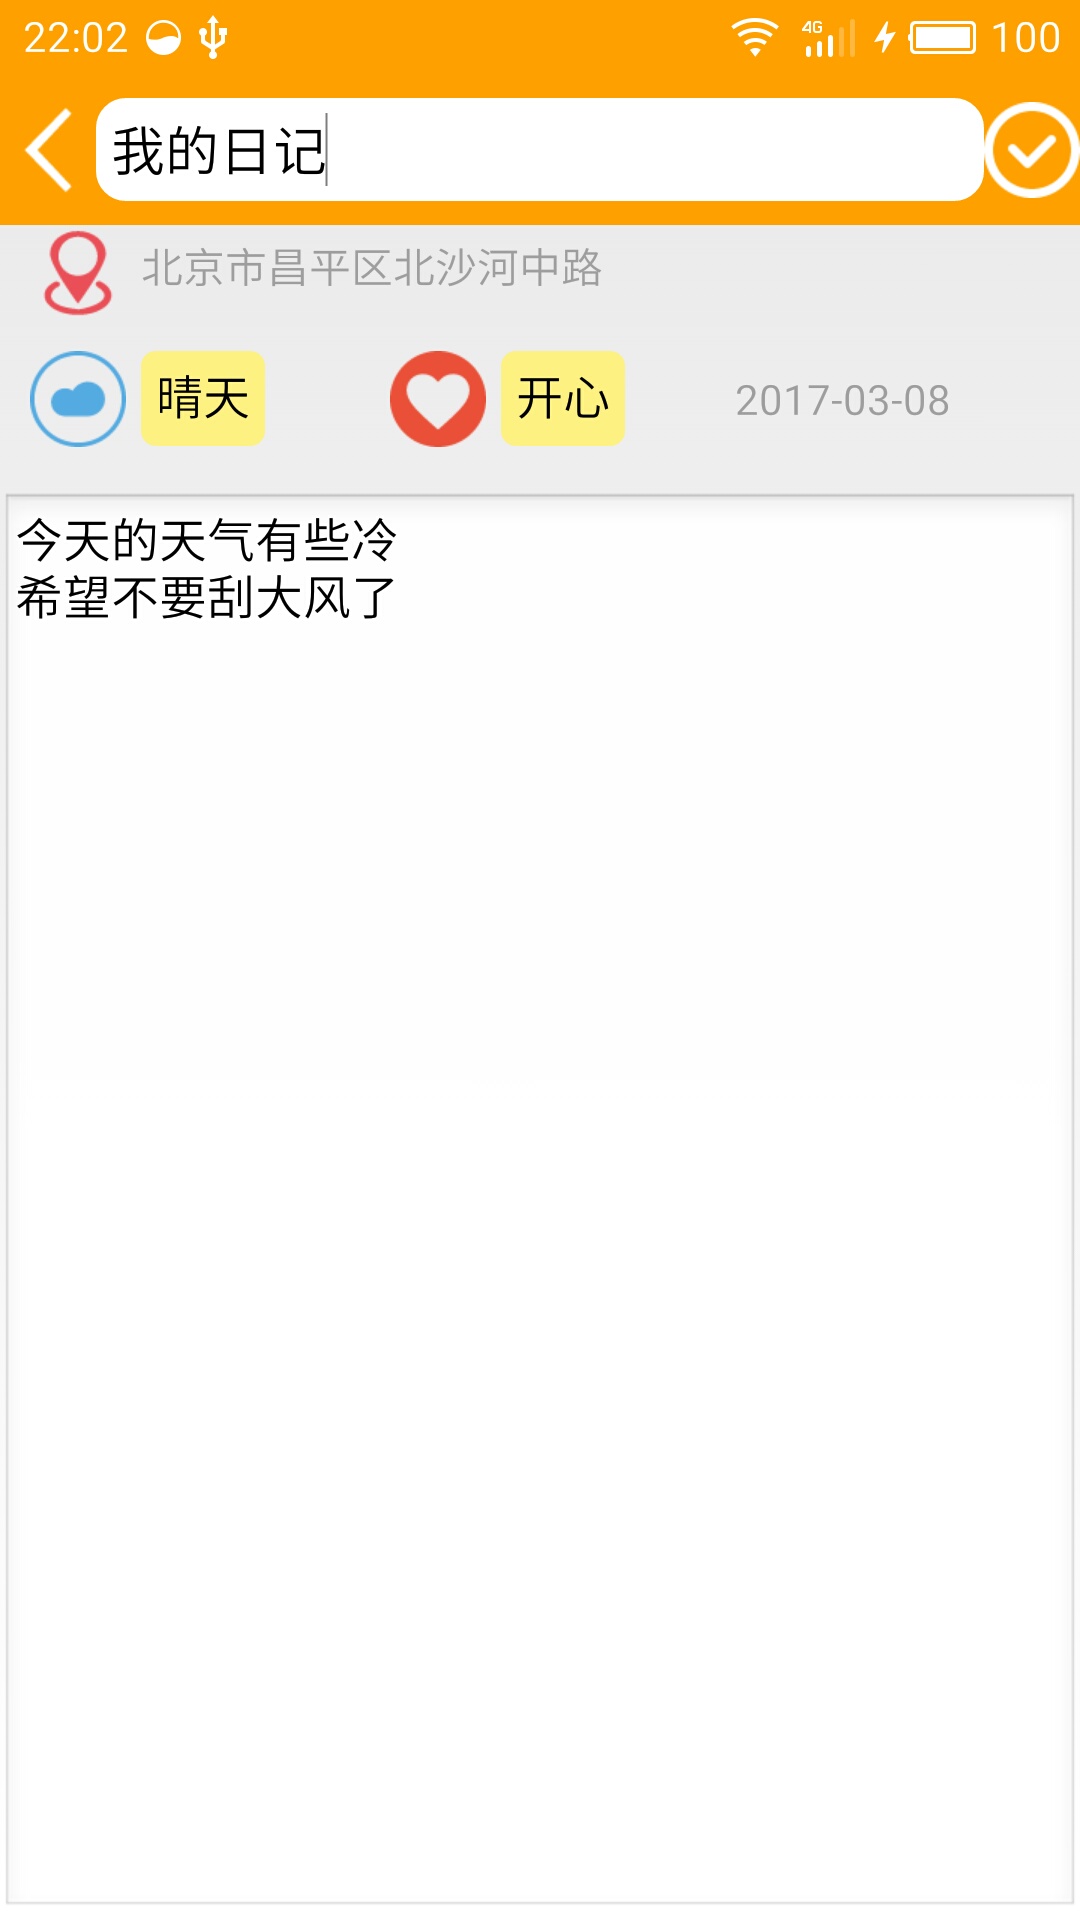 22:02 4G 100
我的日记
北京市昌平区北沙河中路
晴天 开心 2017-03-08
今天的天气有些冷
希望不要刮大风了